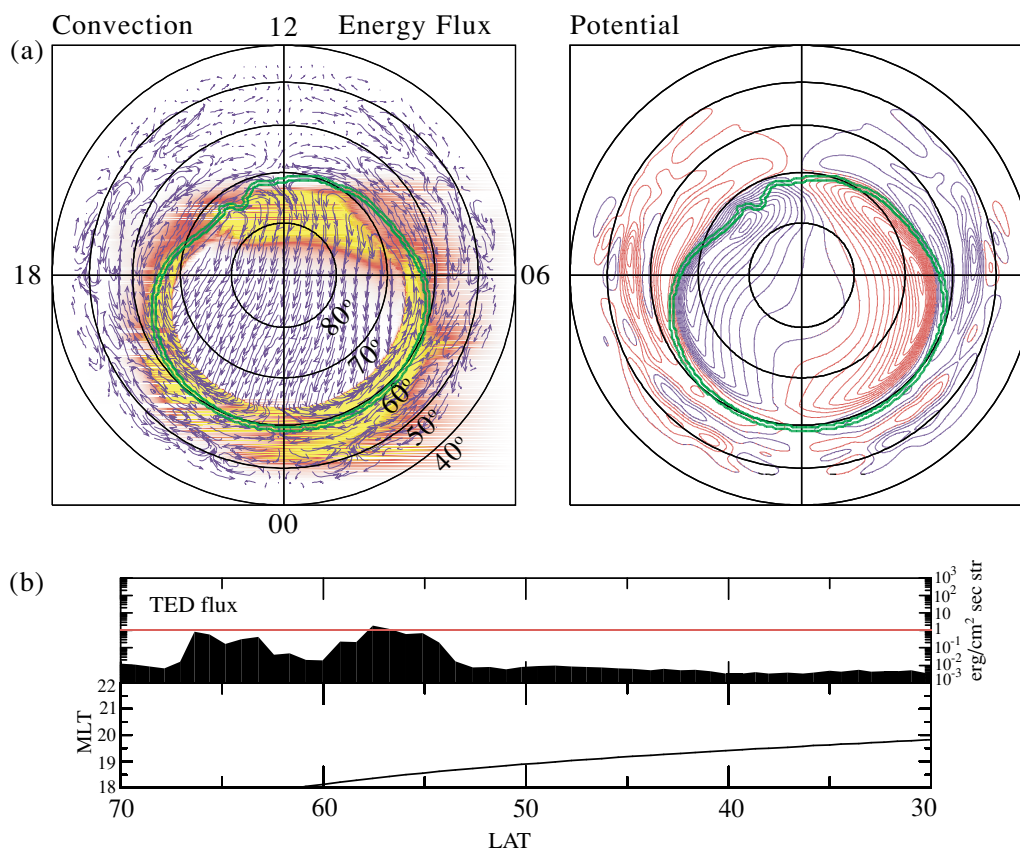 Convection 12 Energy Flux Potential
(a)
18 06
80°
70°
60°
50°
40°
00
(b)
TED flux
10³
10²
10
1
10⁻¹
10⁻²
10⁻³
erg/cm² sec str
22
21
20
19
18
MLT
70 60 50 40 30
LAT